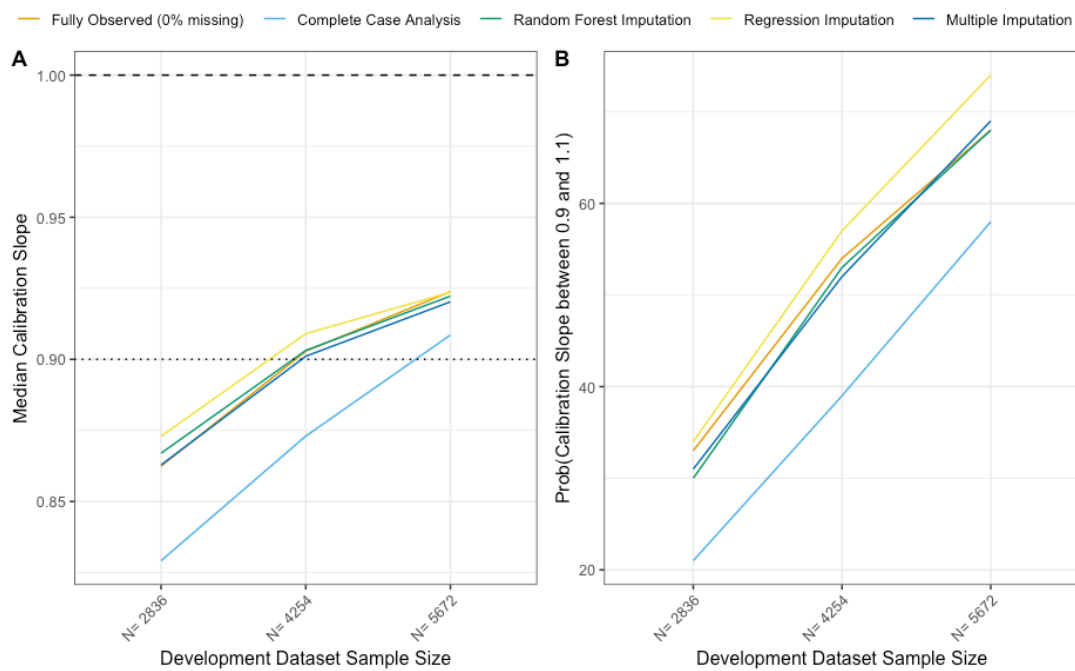 Fully Observed (0% missing) Complete Case Analysis Random Forest Imputation Regression Imputation Multiple Imputation
A
1.00
0.95
0.90
0.85
Median Calibration Slope
N= 2836 N= 4254 N= 5672
Development Dataset Sample Size
B
60
40
20
Prob(Calibration Slope between 0.9 and 1.1)
N= 2836 N= 4254 N= 5672
Development Dataset Sample Size